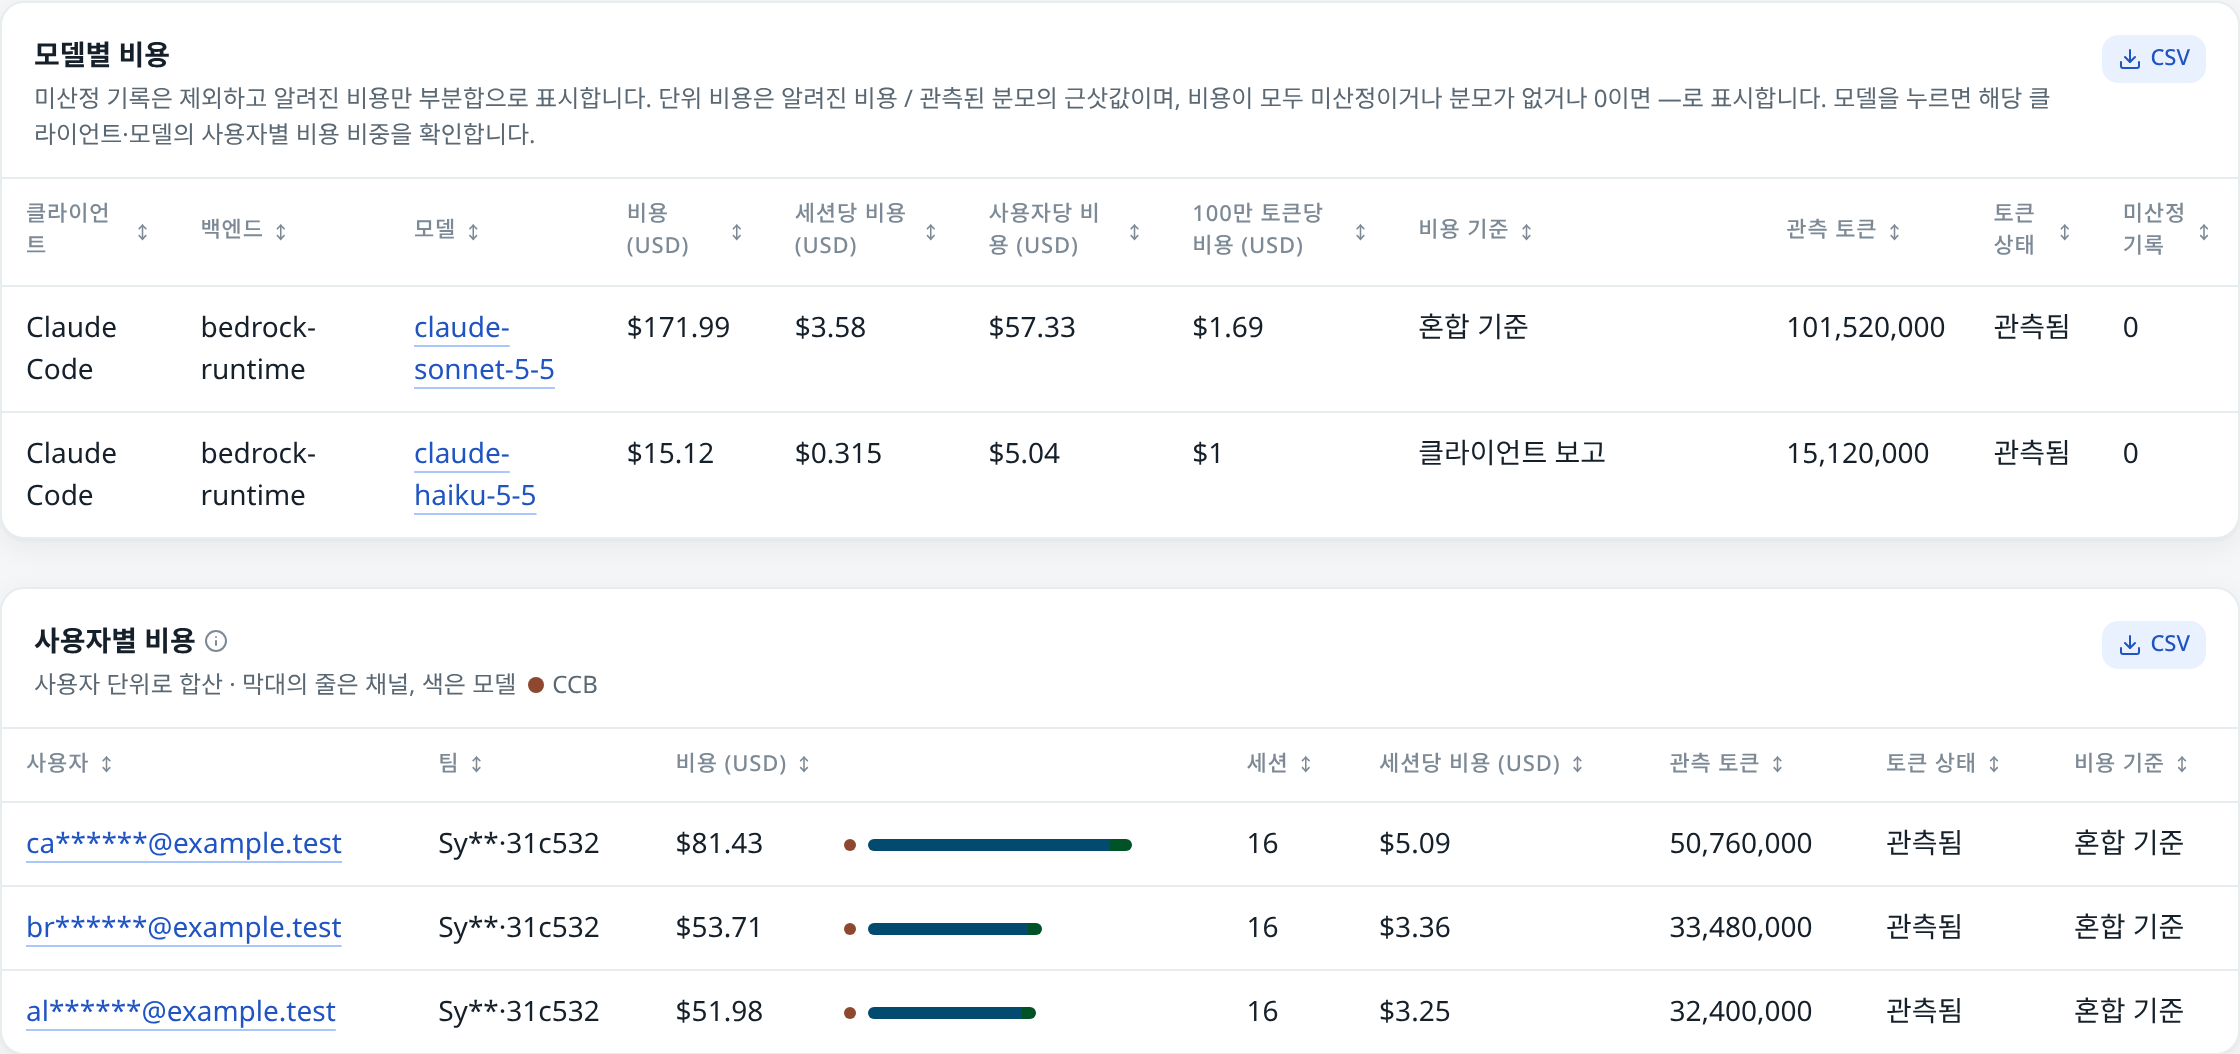 모델별 비용
CSV
미산정 기록은 제외하고 알려진 비용만 부분합으로 표시합니다. 단위 비용은 알려진 비용 / 관측된 분모의 근삿값이며, 비용이 모두 미산정이거나 분모가 없거나 0이면 —로 표시합니다. 모델을 누르면 해당 클
라이언트·모델의 사용자별 비용 비중을 확인합니다.
클라이언트 백엔드 모델 비용 (USD) 세션당 비용 (USD) 사용자당 비용 (USD) 100만 토큰당 비용 (USD) 비용 기준 관측 토큰 토큰 상태 미산정 기록
Claude Code bedrock-runtime claude-sonnet-5-5 $171.99 $3.58 $57.33 $1.69 혼합 기준 101,520,000 관측됨 0
Claude Code bedrock-runtime claude-haiku-5-5 $15.12 $0.315 $5.04 $1 클라이언트 보고 15,120,000 관측됨 0
사용자별 비용
CSV
사용자 단위로 합산 · 막대의 줄은 채널, 색은 모델 CCB
사용자 팀 비용 (USD) 세션 세션당 비용 (USD) 관측 토큰 토큰 상태 비용 기준
ca******@example.test Sy**·31c532 $81.43 16 $5.09 50,760,000 관측됨 혼합 기준
br******@example.test Sy**·31c532 $53.71 16 $3.36 33,480,000 관측됨 혼합 기준
al******@example.test Sy**·31c532 $51.98 16 $3.25 32,400,000 관측됨 혼합 기준